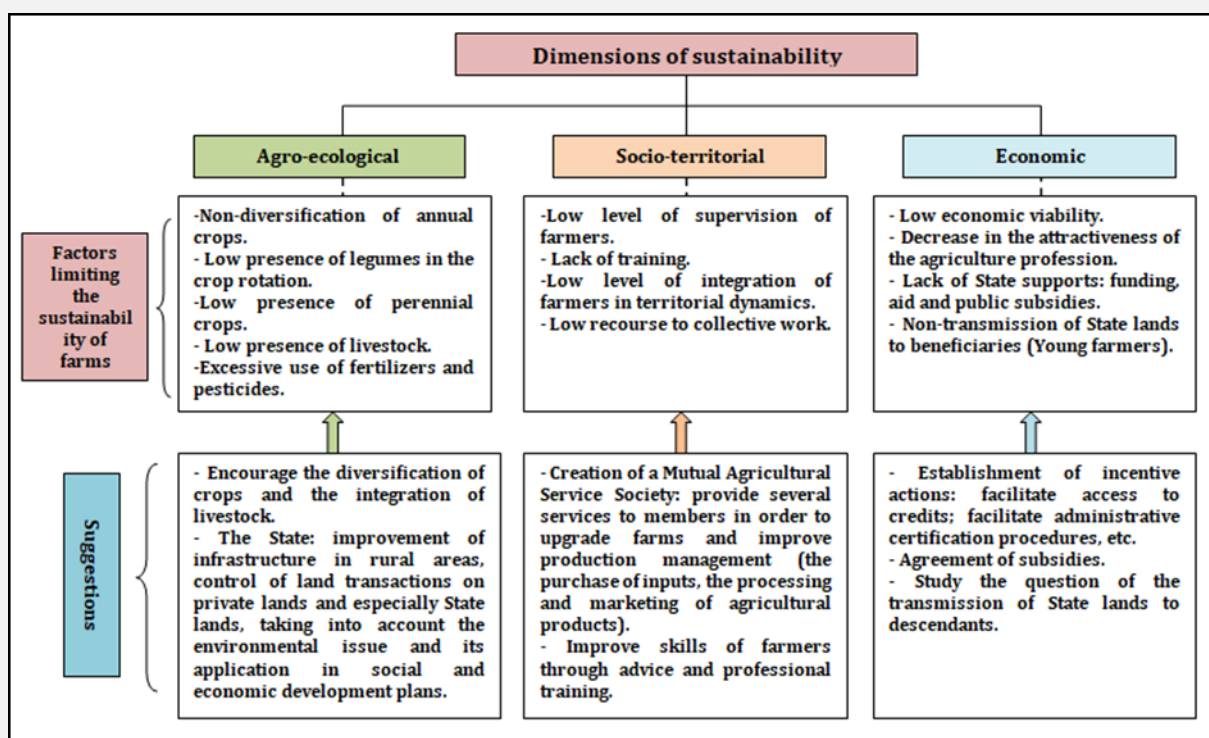 Dimensions of sustainability
Agro-ecological
Socio-territorial
Economic
Factors
limiting
the
sustainabil
ity of
farms
-Non-diversification of annual
crops.
- Low presence of legumes in the
crop rotation.
-Low presence of perennial
crops.
- Low presence of livestock.
-Excessive use of fertilizers and
pesticides.
-Low level of supervision of
farmers.
- Lack of training.
-Low level of integration of
farmers in territorial dynamics.
- Low recourse to collective work.
- Low economic viability.
- Decrease in the attractiveness of
the agriculture profession.
- Lack of State supports: funding,
aid and public subsidies.
- Non-transmission of State lands
to beneficiaries (Young farmers).
Suggestions
- Encourage the diversification of
crops and the integration of
livestock.
- The State: improvement of
infrastructure in rural areas,
control of land transactions on
private lands and especially State
lands, taking into account the
environmental issue and its
application in social and
economic development plans.
- Creation of a Mutual Agricultural
Service Society: provide several
services to members in order to
upgrade farms and improve
production management (the
purchase of inputs, the processing
and marketing of agricultural
products).
- Improve skills of farmers
through advice and professional
training.
- Establishment of incentive
actions: facilitate access to
credits; facilitate administrative
certification procedures, etc.
- Agreement of subsidies.
- Study the question of the
transmission of State lands to
descendants.